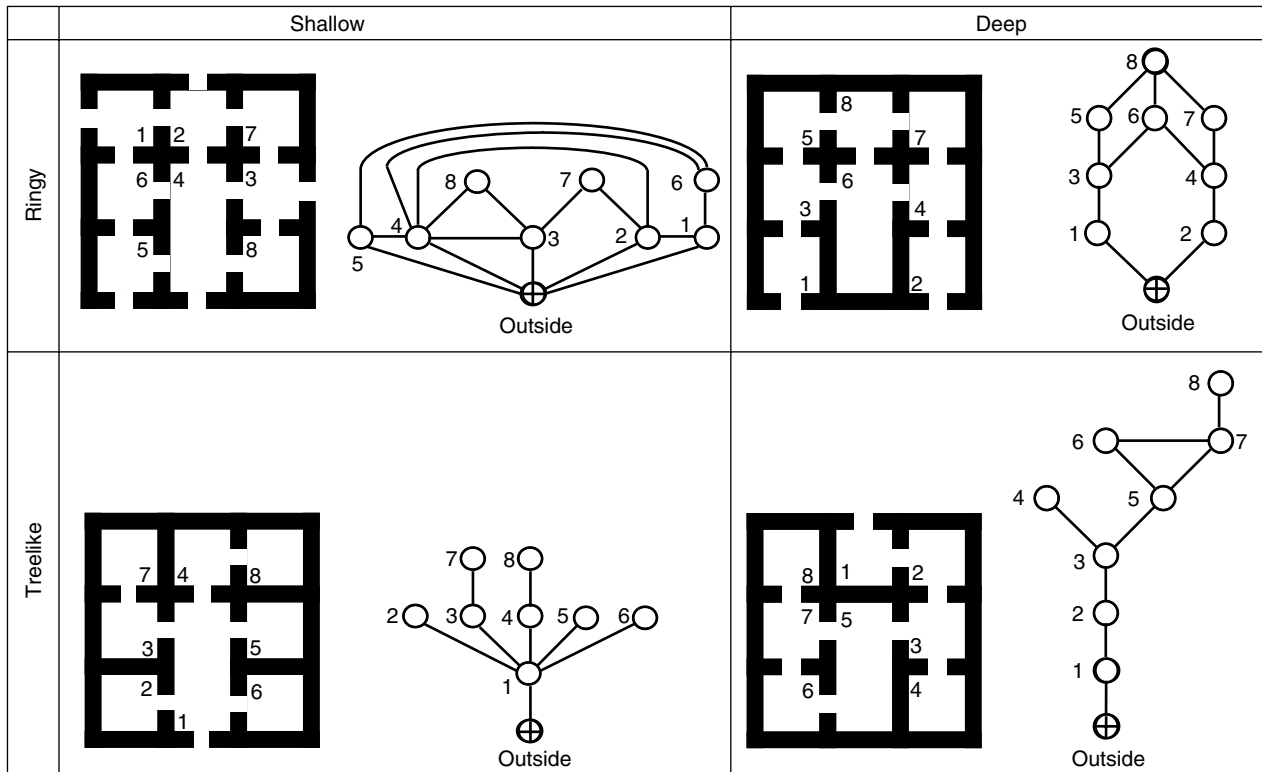 Shallow
Deep
Ringy
1 2 7
6 4 3
5 8
8 7 6
4 3 2 1
5
Outside
8
5 7
6
3 4
1 2
8
5 6 7
3 4
1 2
Outside
Treelike
7 4 8
3 5
2 6
1
7 8
2 3 4 5 6
1
Outside
8 1 2
7 5
3
6 4
8
6 7
4 5
3
2
1
Outside